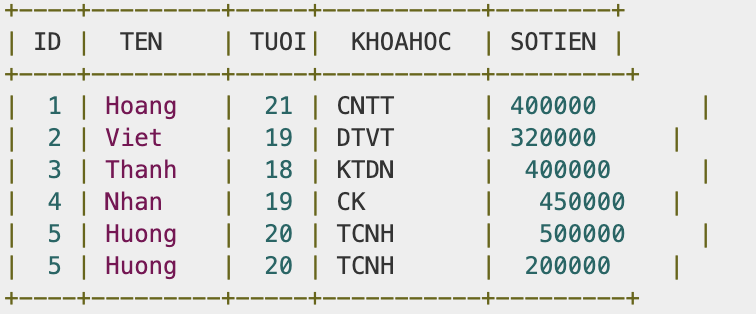 +----+---------+-----+-----------+--------+
| ID |  TEN    | TUOI|  KHOAHOC  | SOTIEN |
+----+---------+-----+-----------+---------+
|  1 | Hoang   |  21 | CNTT      | 400000       |
|  2 | Viet    |  19 | DTVT      | 320000     |
|  3 | Thanh   |  18 | KTDN      |  400000      |
|  4 | Nhan    |  19 | CK        |   450000   |
|  5 | Huong   |  20 | TCNH      |   500000     |
|  5 | Huong   |  20 | TCNH      |  200000    |
+----+---------+-----+-----------+---------+